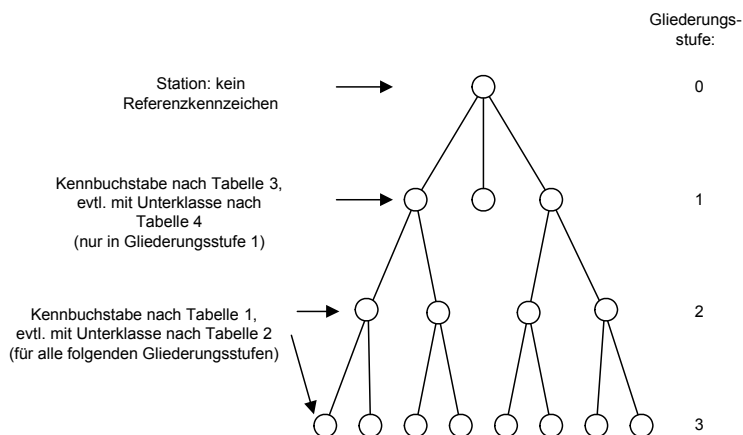 Gliederungs-
stufe:
Station: kein
Referenzkennzeichen
0
Kennbuchstabe nach Tabelle 3,
evtl. mit Unterklasse nach
Tabelle 4
(nur in Gliederungsstufe 1)
1
Kennbuchstabe nach Tabelle 1,
evtl. mit Unterklasse nach Tabelle 2
(für alle folgenden Gliederungsstufen)
2
3